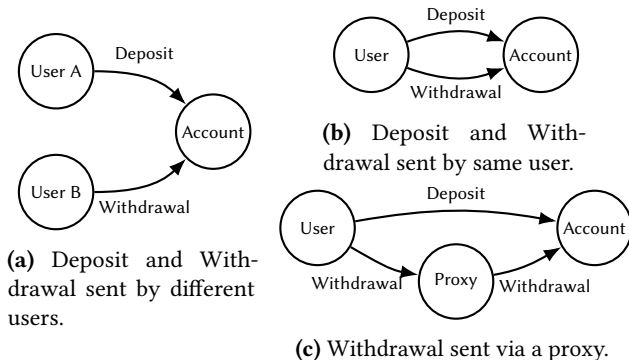 User A
Deposit
Account
User B
Withdrawal
(a) Deposit and With-
drawal sent by different
users.
Deposit
User
Account
Withdrawal
(b) Deposit and With-
drawal sent by same user.
Deposit
User
Account
Withdrawal
Proxy
Withdrawal
(c) Withdrawal sent via a proxy.